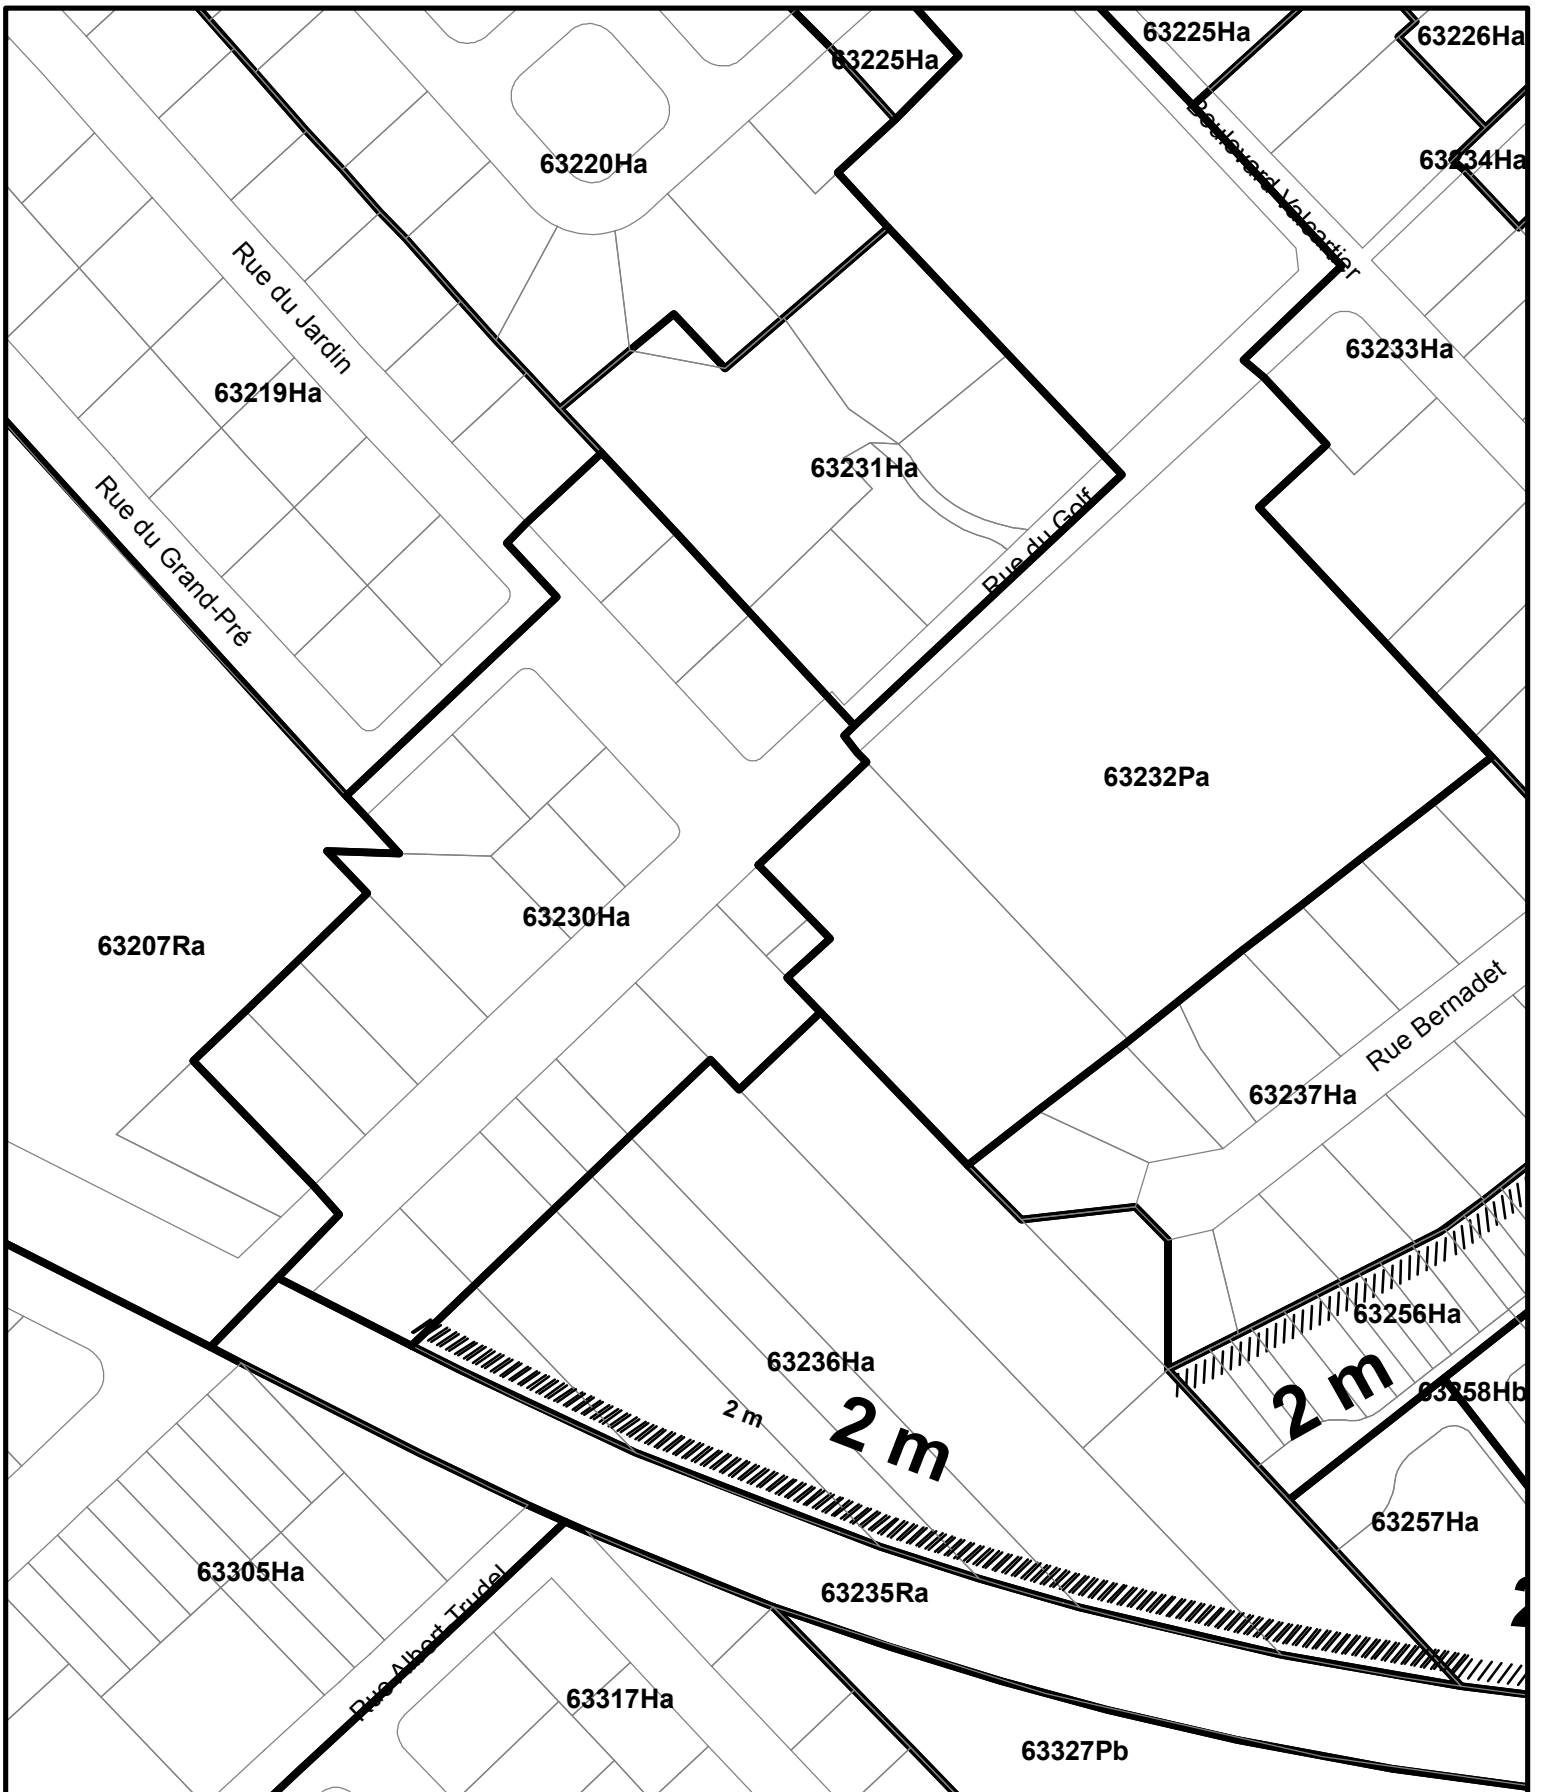 63225Ha
63226Ha
63225Ha
63234Ha
63220Ha
Boulevard Valcartier
Rue du Jardin
63233Ha
63219Ha
63231Ha
Rue du Grand-Pré
Rue du Golf
63232Pa
63230Ha
63207Ra
Rue Bernadet
63237Ha
63256Ha
63236Ha
2 m
63258Hb
2 m
2 m
63257Ha
63305Ha
63235Ra
Rue Albert-Trudel
63317Ha
63327Pb